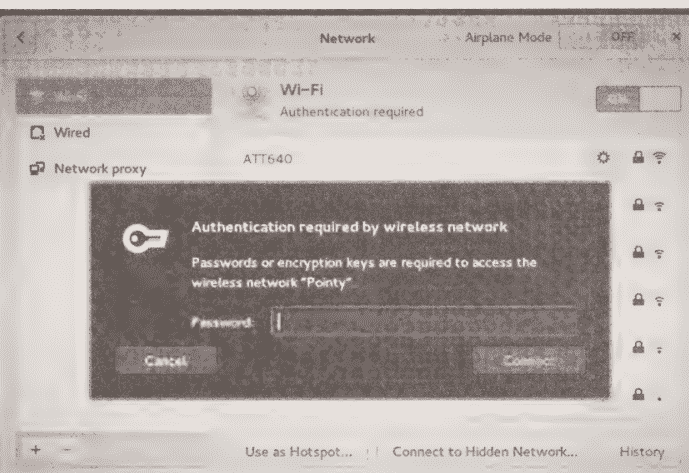 Network
Airplane Mode
OFF
Wi-Fi
Wi-Fi
Authentication required
ON
Wired
Network proxy
ATT640
Authentication required by wireless network
Passwords or encryption keys are required to access the
wireless network "Pointy"
Password:
Cancel
Connect
+ -
Use as Hotspot...
Connect to Hidden Network...
History